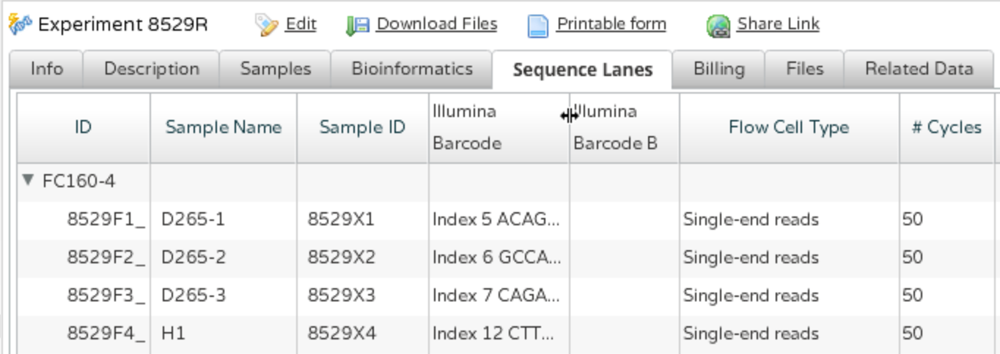 Experiment 8529R Edit Download Files Printable form Share Link
Info Description Samples Bioinformatics Sequence Lanes Billing Files Related Data
ID Sample Name Sample ID Illumina Barcode Illumina Barcode B Flow Cell Type # Cycles
FC160-4
8529F1_ D265-1 8529X1 Index 5 ACAG... Single-end reads 50
8529F2_ D265-2 8529X2 Index 6 GCCA... Single-end reads 50
8529F3_ D265-3 8529X3 Index 7 CAGA... Single-end reads 50
8529F4_ H1 8529X4 Index 12 CTT... Single-end reads 50